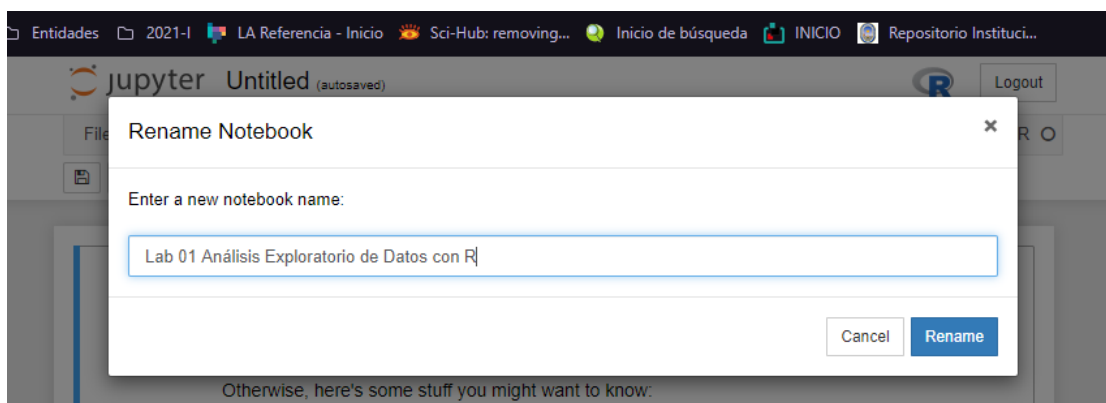 Entidades 2021-I LA Referencia - Inicio Sci-Hub: removing... Inicio de búsqueda INICIO Repositorio Instituci...
jupyter Untitled (autosaved) R Logout
File R
Rename Notebook ×
Enter a new notebook name:
Lab 01 Análisis Exploratorio de Datos con R
Cancel Rename
Otherwise, here's some stuff you might want to know: